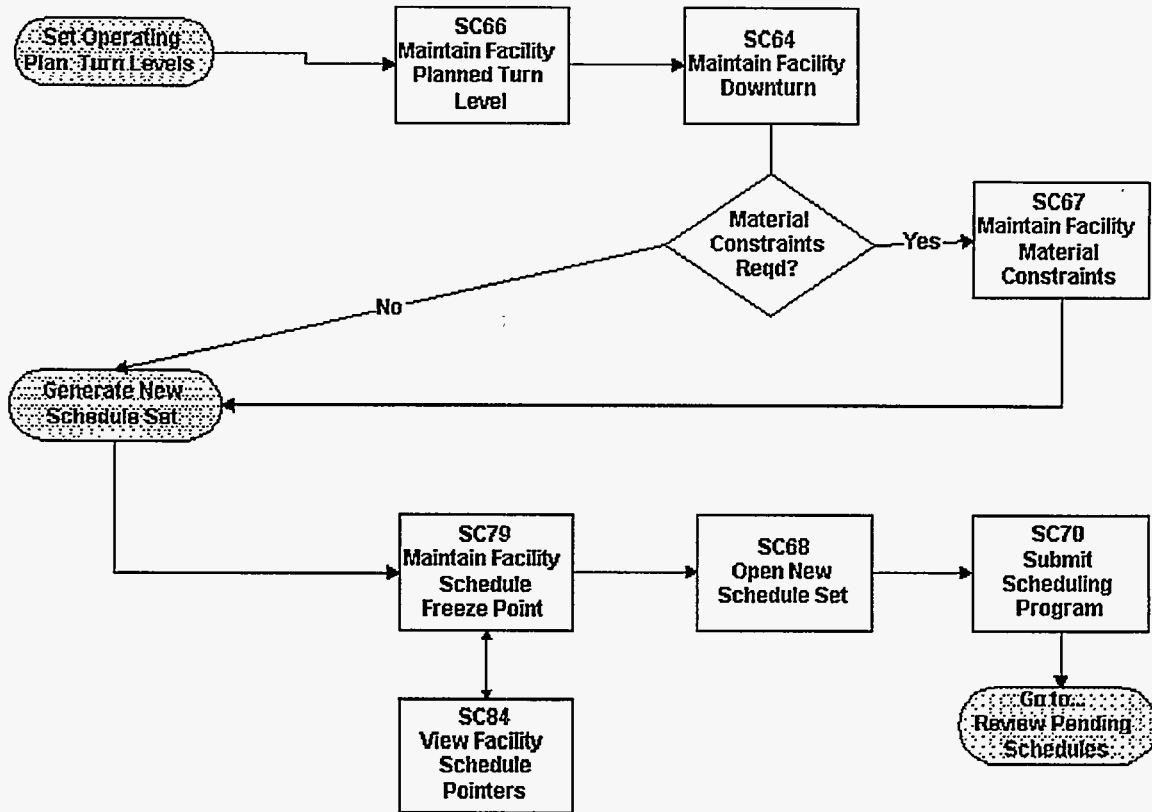 Set Operating
Plan: Turn Levels
SC66
Maintain Facility
Planned Turn
Level
SC64
Maintain Facility
Downturn
Material
Constraints
Reqd?
Yes
SC67
Maintain Facility
Material
Constraints
No
Generate New
Schedule Set
SC79
Maintain Facility
Schedule
Freeze Point
SC68
Open New
Schedule Set
SC70
Submit
Scheduling
Program
SC84
View Facility
Schedule
Pointers
Go to...
Review Pending
Schedules